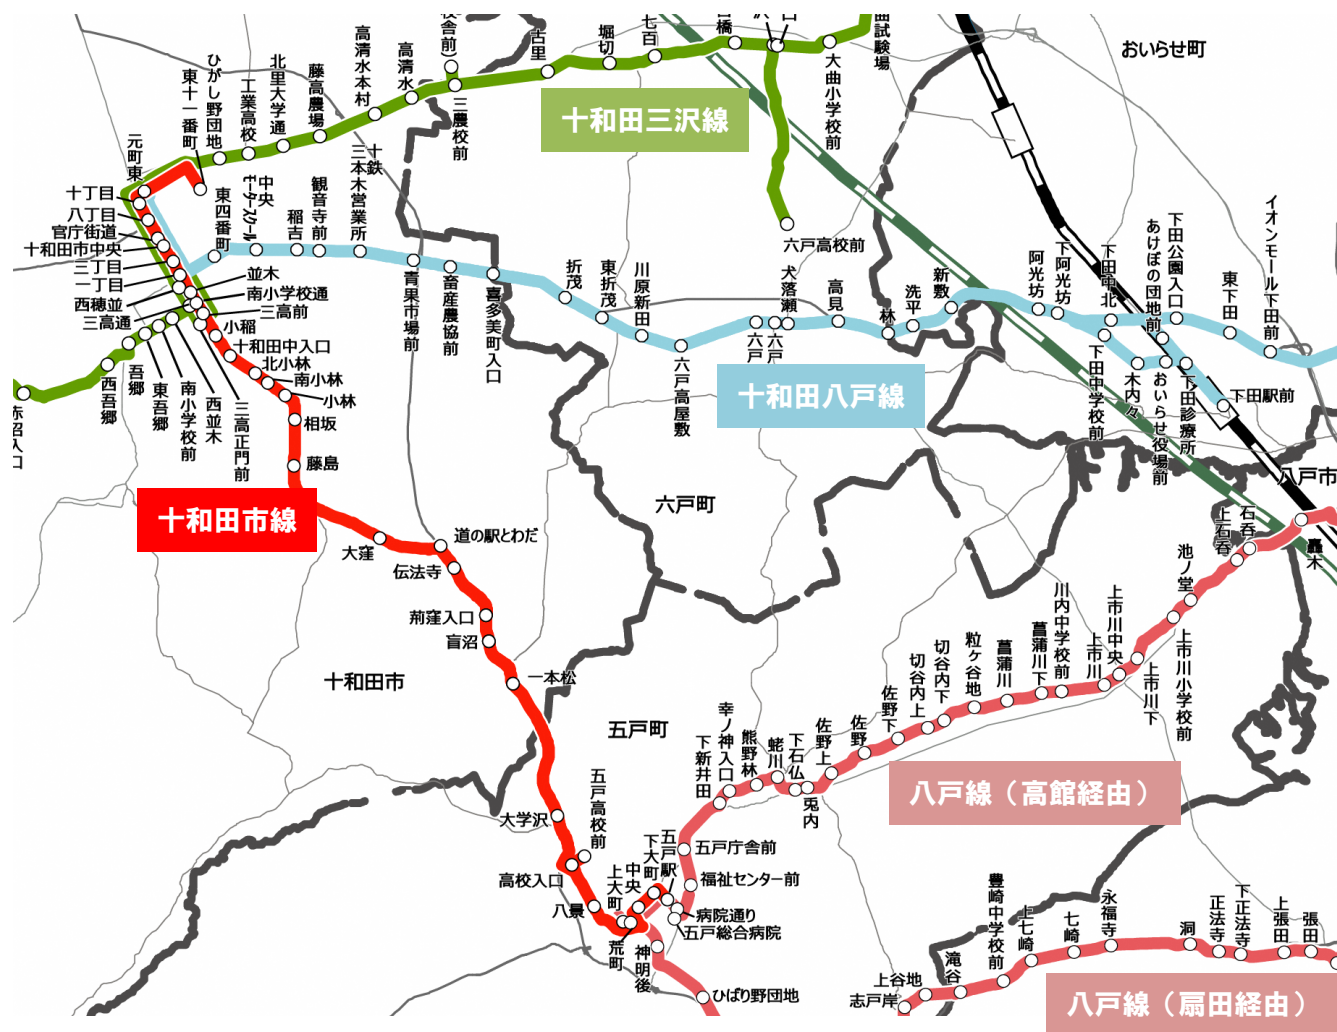 おいらせ町
舎前
古里
堀切
七百
橋
口
曲試験場
大曲小学校前
高清水本村
高清水
三農校前
ひがし野団地
東十一番町
工業高校
北里大学通
藤高農場
十和田三沢線
元町東
十丁目
八丁目
官庁街道
十和田市中央
三丁目
一丁目
西穂並
三高通
並木
南小学校通
三高前
小稲
十和田中入口
北小林
南小林
小林
相坂
藤島
東四番町
中央
モータースクール
稲吉
観音寺前
十鉄
三本木営業所
青果市場前
畜産農協前
喜多美町入口
折茂
東折茂
川原新田
六戸高屋敷
六戸
六戸
犬落瀬
高見
林
洗平
新敷
六戸高校前
阿光坊
下阿光坊
下田中北
あけぼの団地前
下田公園入口
東下田
イオンモール下田前
下田中学校前
木内々
おいらせ役場前
下田診療所
下田駅前
十和田八戸線
赤沼入口
西吾郷
吾郷
東吾郷
南小学校前
西並木
三高正門前
十和田市線
六戸町
八戸市
大窪
道の駅とわだ
伝法寺
荊窪入口
盲沼
一本松
十和田市
五戸町
石呑
上石呑
轟木
池ノ堂
上市川小学校前
上市川下
上市川中央
上市川
川内中学校前
菖蒲川下
菖蒲川
粒ヶ谷地
切谷内下
切谷内上
佐野下
佐野
佐野上
兎内
下石仏
蛯川
熊野林
幸ノ神入口
下新井田
八戸線（高館経由）
大学沢
五戸高校前
高校入口
八景
上大町
中央
下大町
五戸駅
五戸庁舎前
福祉センター前
病院通り
五戸総合病院
荒町
神明後
ひばり野団地
志戸岸
上谷地
滝谷
豊崎中学校前
上七崎
七崎
永福寺
洞
正法寺
下正法寺
上張田
張田
八戸線（扇田経由）